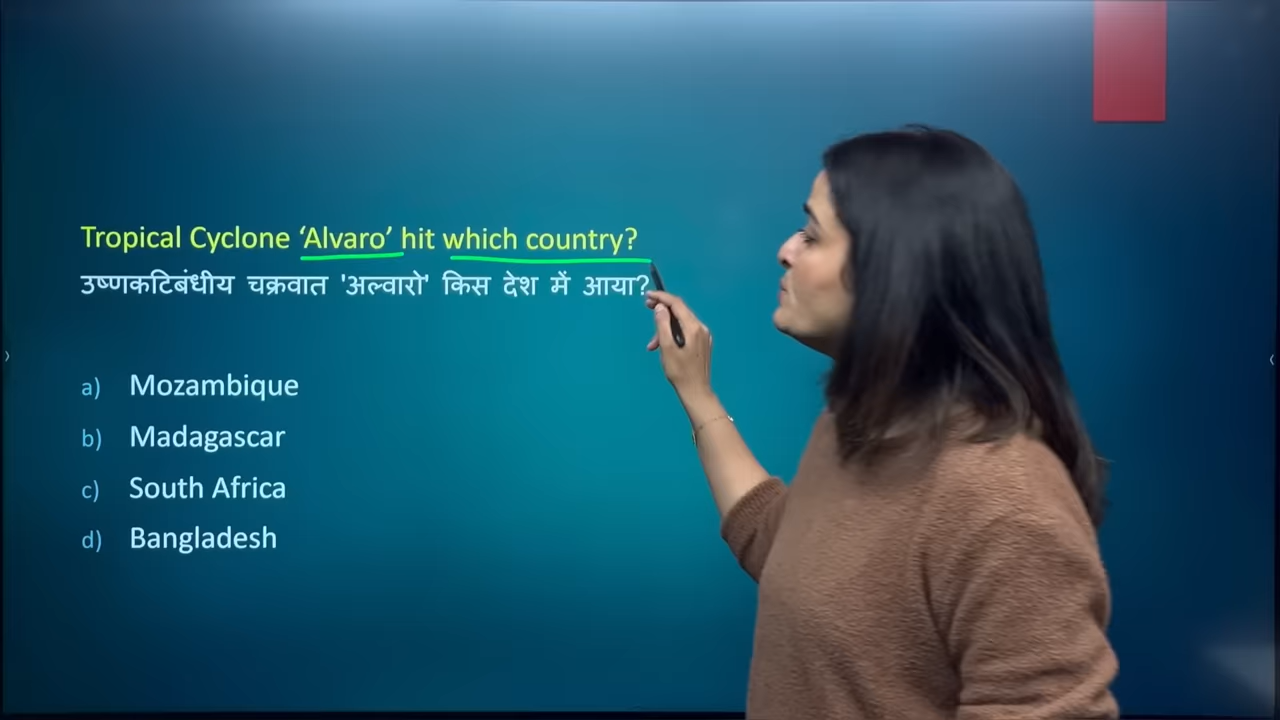 Tropical Cyclone ‘Alvaro’ hit which country?
उष्णकटिबंधीय चक्रवात 'अल्वारो' किस देश में आया?
a) Mozambique
b) Madagascar
c) South Africa
d) Bangladesh